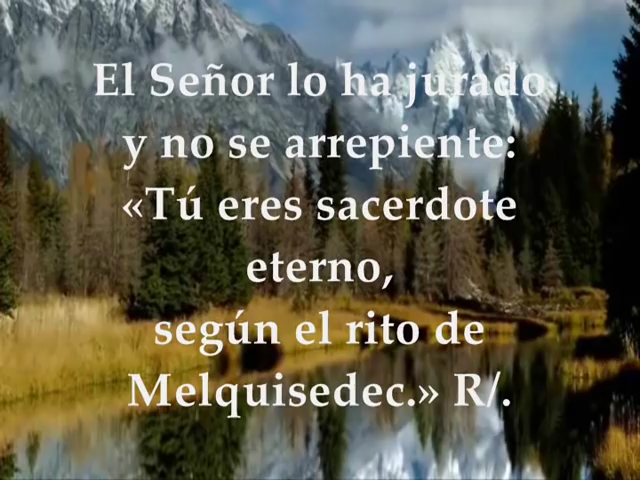 El Señor lo ha jurado
y no se arrepiente:
«Tú eres sacerdote
eterno,
según el rito de
Melquisedec.» R/.